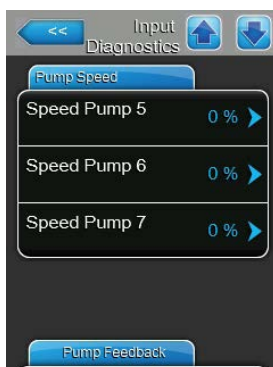 << Input
Diagnostics
Pump Speed
Speed Pump 5 0 %
Speed Pump 6 0 %
Speed Pump 7 0 %
Pump Feedback